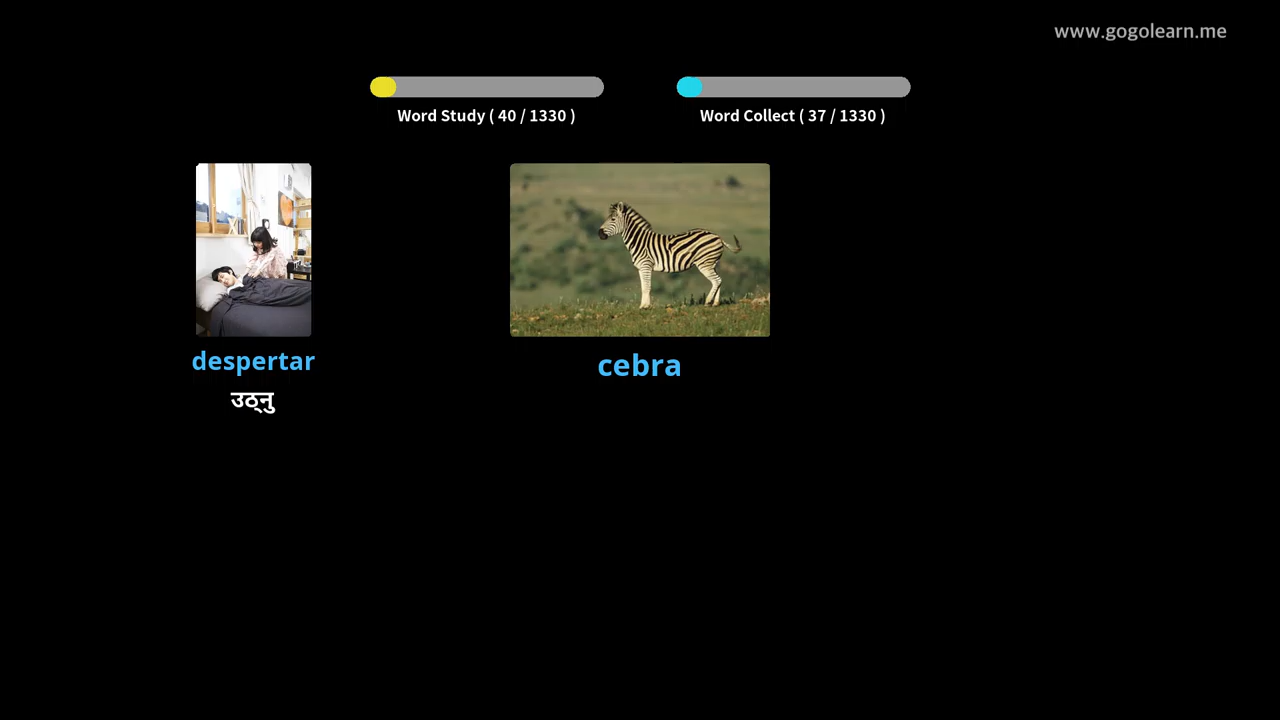 www.gogolearn.me
Word Study ( 40 / 1330 )
Word Collect ( 37 / 1330 )
despertar
cebra
उठ्नु